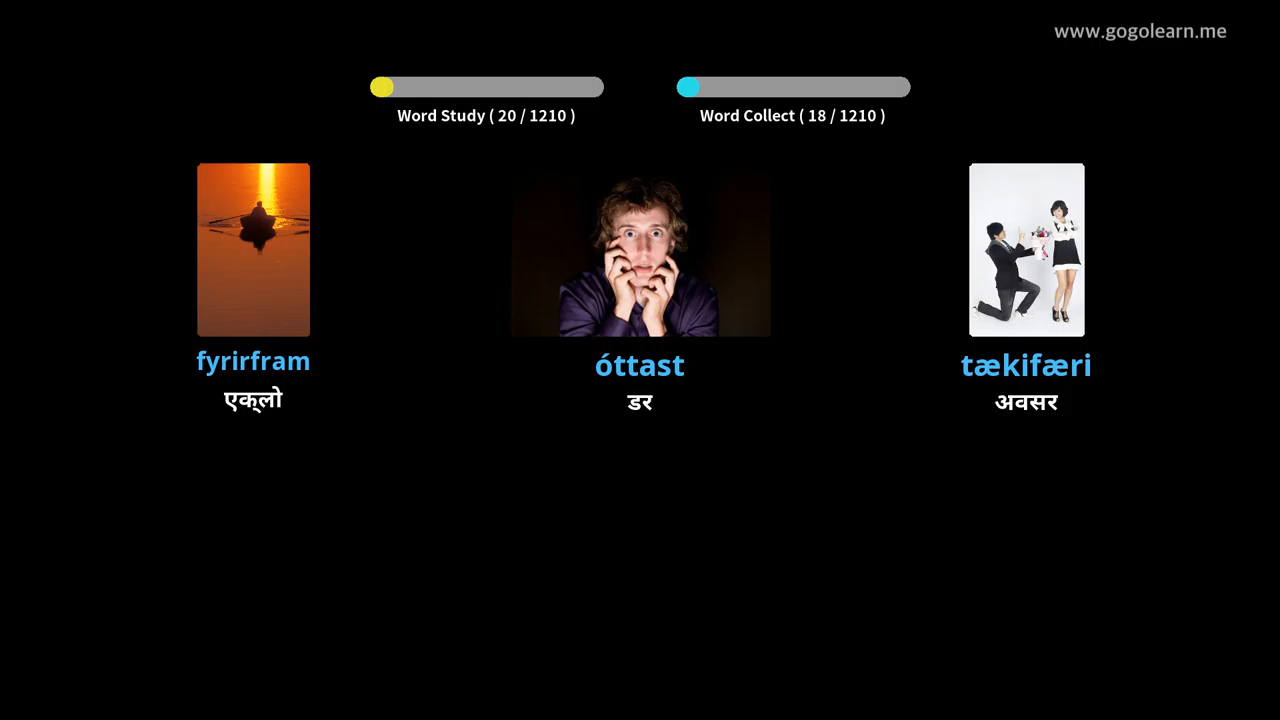 www.gogolearn.me
Word Study ( 20 / 1210 )
Word Collect ( 18 / 1210 )
fyrirfram
óttast
tækifæri
एक्‌लो
डर
अवसर